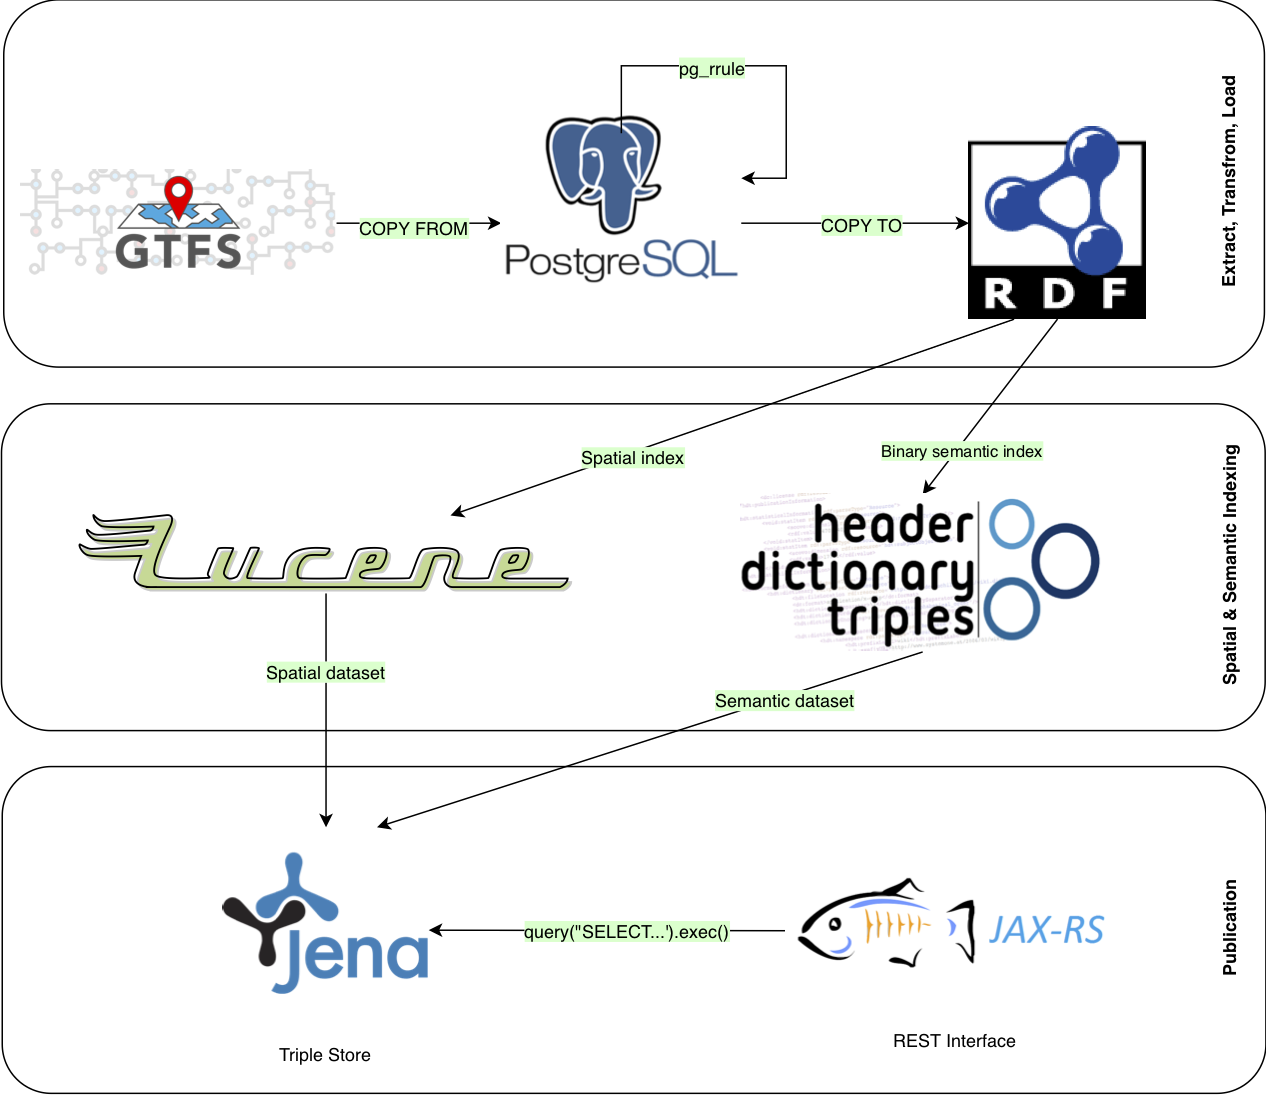 pg_rrule
GTFS
COPY FROM
PostgreSQL
COPY TO
RDF
Extract, Transfrom, Load
Spatial index
Binary semantic index
Lucene
header
dictionary
triples
Spatial & Semantic Indexing
Spatial dataset
Semantic dataset
Jena
query("SELECT...').exec()
JAX-RS
Publication
Triple Store
REST Interface